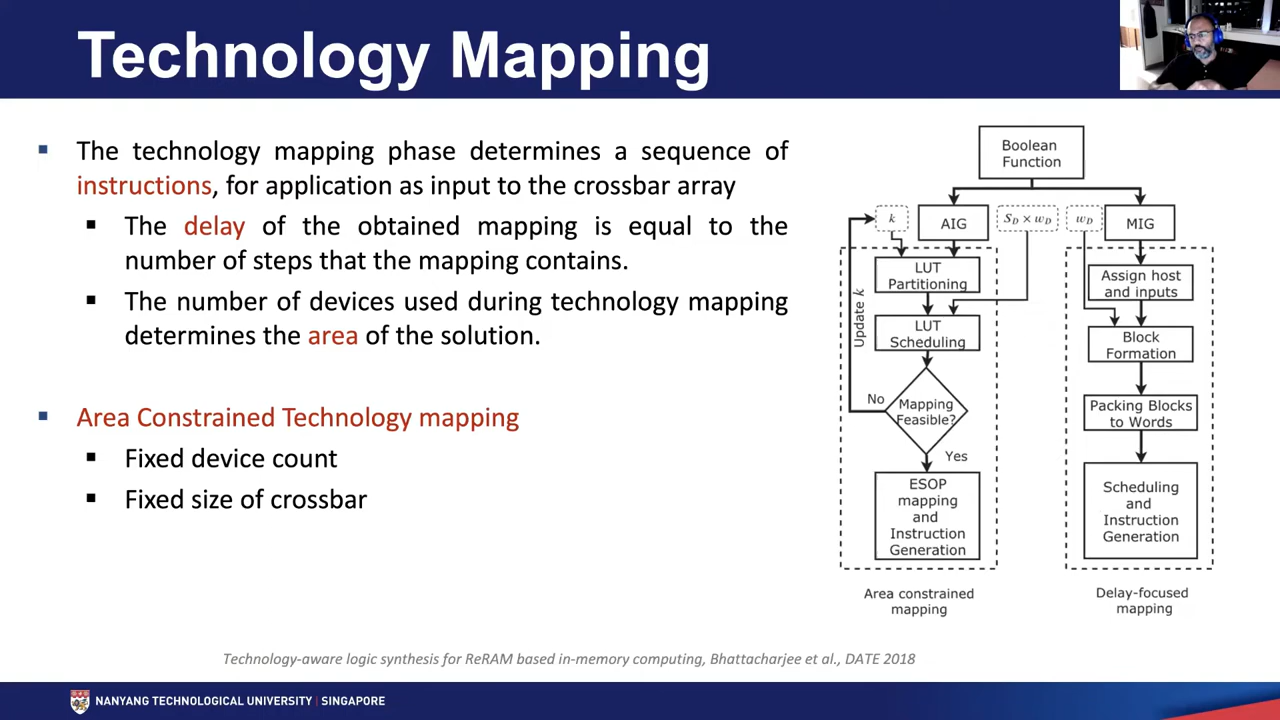 Technology Mapping
▪ The technology mapping phase determines a sequence of
instructions, for application as input to the crossbar array
▪ The delay of the obtained mapping is equal to the
number of steps that the mapping contains.
▪ The number of devices used during technology mapping
determines the area of the solution.
▪ Area Constrained Technology mapping
▪ Fixed device count
▪ Fixed size of crossbar
Boolean
Function
k
AIG
S_D × w_D
w_D
MIG
LUT
Partitioning
LUT
Scheduling
Update k
No
Mapping
Feasible?
Yes
ESOP
mapping
and
Instruction
Generation
Area constrained
mapping
Assign host
and inputs
Block
Formation
Packing Blocks
to Words
Scheduling
and
Instruction
Generation
Delay-focused
mapping
Technology-aware logic synthesis for ReRAM based in-memory computing, Bhattacharjee et al., DATE 2018
NANYANG TECHNOLOGICAL UNIVERSITY | SINGAPORE